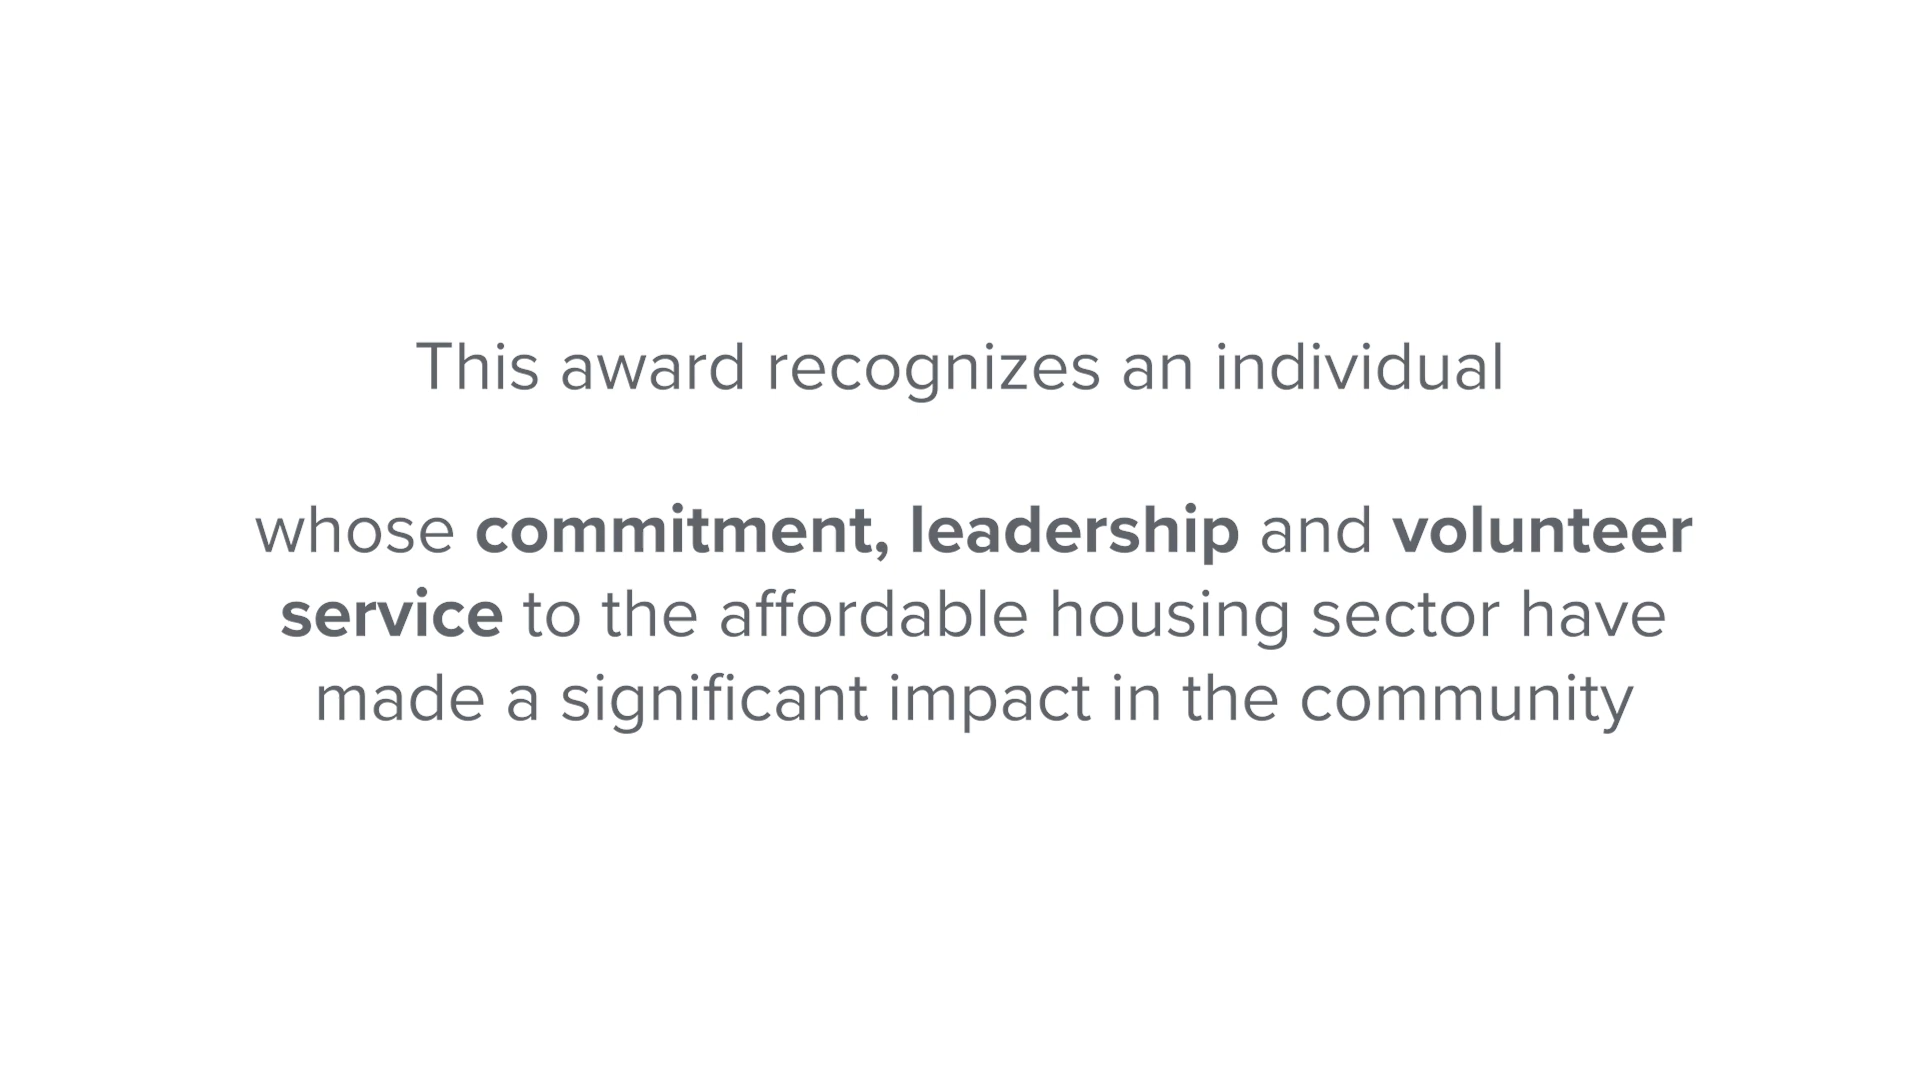 This award recognizes an individual
whose commitment, leadership and volunteer
service to the affordable housing sector have
made a significant impact in the community